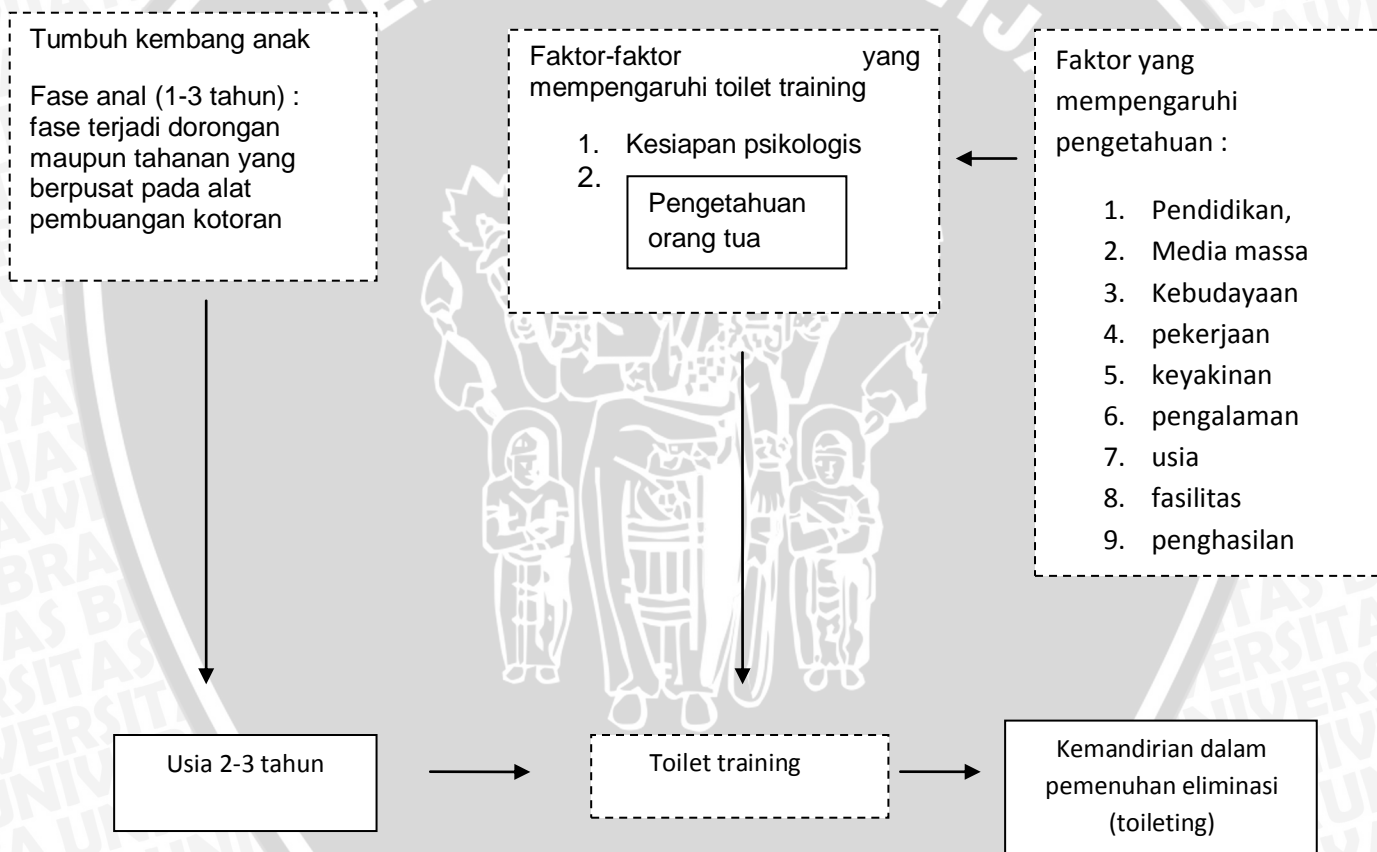 Tumbuh kembang anak
Fase anal (1-3 tahun) :
fase terjadi dorongan
maupun tahanan yang
berpusat pada alat
pembuangan kotoran
Faktor-faktor yang
mempengaruhi toilet training
1. Kesiapan psikologis
2.
Pengetahuan
orang tua
Faktor yang
mempengaruhi
pengetahuan :
1. Pendidikan,
2. Media massa
3. Kebudayaan
4. pekerjaan
5. keyakinan
6. pengalaman
7. usia
8. fasilitas
9. penghasilan
Usia 2-3 tahun
Toilet training
Kemandirian dalam
pemenuhan eliminasi
(toileting)